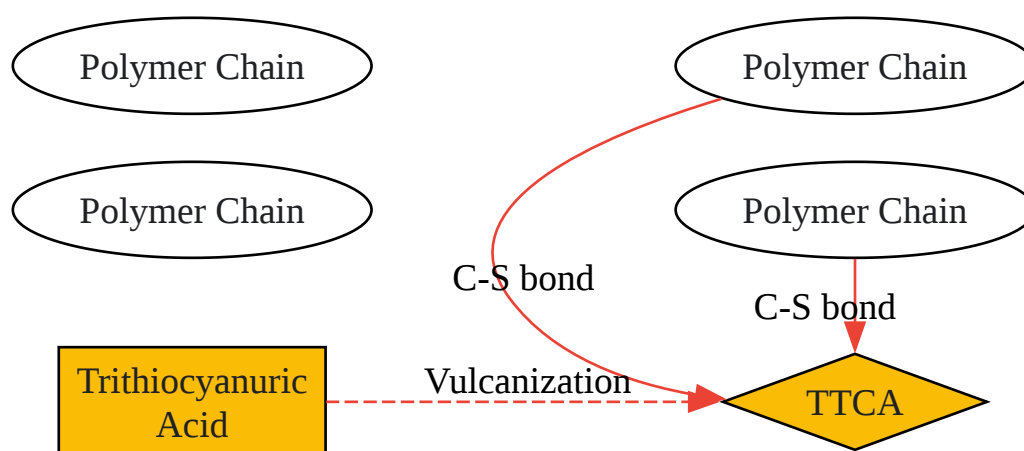 Polymer Chain
Polymer Chain
Polymer Chain
Polymer Chain
C-S bond
C-S bond
Vulcanization
Trithiocyanuric
Acid
TTCA